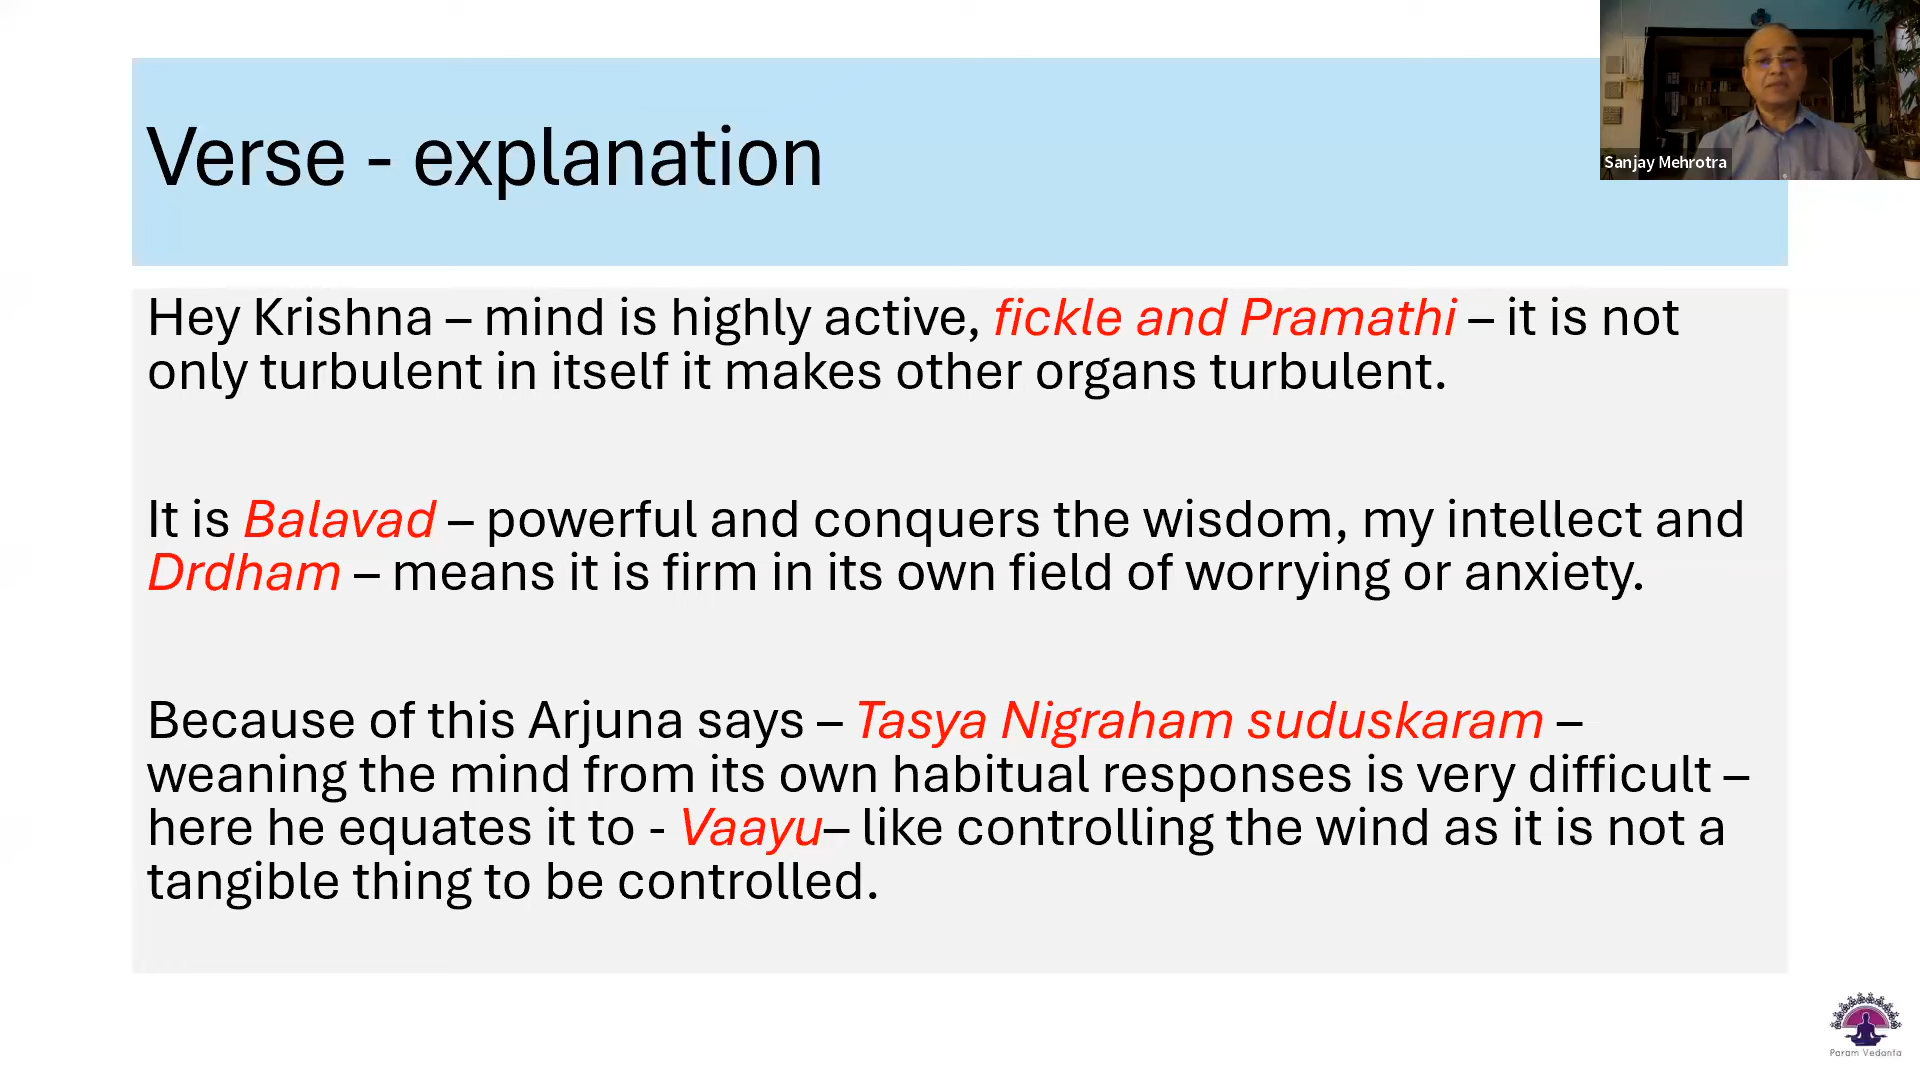 Sanjay Mehrotra
Verse - explanation
Hey Krishna – mind is highly active, fickle and Pramathi – it is not
only turbulent in itself it makes other organs turbulent.
It is Balavad – powerful and conquers the wisdom, my intellect and
Drdham – means it is firm in its own field of worrying or anxiety.
Because of this Arjuna says – Tasya Nigraham suduskaram –
weaning the mind from its own habitual responses is very difficult –
here he equates it to - Vaayu– like controlling the wind as it is not a
tangible thing to be controlled.
Param Vedanta